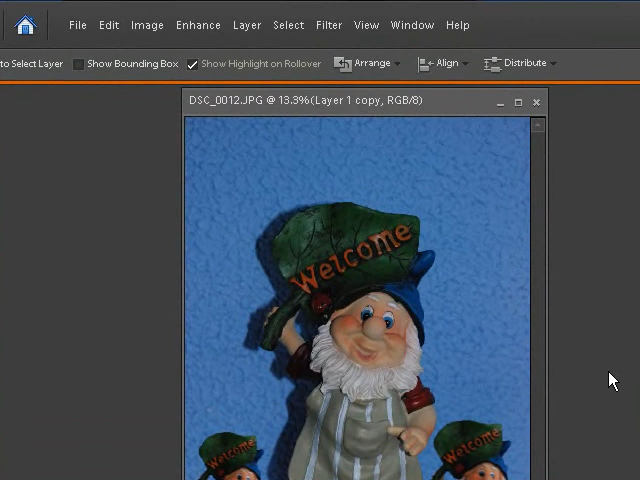 File Edit Image Enhance Layer Select Filter View Window Help
to Select Layer Show Bounding Box Show Highlight on Rollover Arrange Align Distribute
DSC_0012.JPG @ 13.3%(Layer 1 copy, RGB/8)
Welcome
Welcome
Welcome